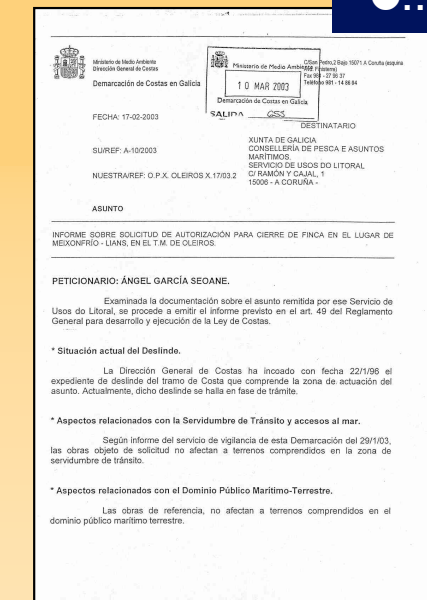 Ministerio de Medio Ambiente
Dirección General de Costas
Demarcación de Costas en Galicia
Ministerio de Medio Ambiente
10 MAR 2003
Demarcación de Costas en Galicia
SALIDA 653
C/San Pedro,2 Bajo 15071 A Coruña (esquina
Fax 981 - 27 96 37
Teléfono 981 - 14 86 04
FECHA: 17-02-2003
DESTINATARIO
SU/REF: A-10/2003
XUNTA DE GALICIA
CONSELLERÍA DE PESCA E ASUNTOS
MARÍTIMOS.
SERVICIO DE USOS DO LITORAL
C/ RAMÓN Y CAJAL, 1
15006 - A CORUÑA -
NUESTRA/REF: O.P.X. OLEIROS X.17/03.2
ASUNTO
INFORME SOBRE SOLICITUD DE AUTORIZACIÓN PARA CIERRE DE FINCA EN EL LUGAR DE
MEIXONFRÍO - LIANS, EN EL T.M. DE OLEIROS.
PETICIONARIO: ÁNGEL GARCÍA SEOANE.
Examinada la documentación sobre el asunto remitida por ese Servicio de
Usos do Litoral, se procede a emitir el informe previsto en el art. 49 del Reglamento
General para desarrollo y ejecución de la Ley de Costas.
* Situación actual del Deslinde.
La Dirección General de Costas ha incoado con fecha 22/1/96 el
expediente de deslinde del tramo de Costa que comprende la zona de actuación del
asunto. Actualmente, dicho deslinde se halla en fase de trámite.
* Aspectos relacionados con la Servidumbre de Tránsito y accesos al mar.
Según informe del servicio de vigilancia de esta Demarcación del 29/1/03,
las obras objeto de solicitud no afectan a terrenos comprendidos en la zona de
servidumbre de tránsito.
* Aspectos relacionados con el Dominio Público Marítimo-Terrestre.
Las obras de referencia, no afectan a terrenos comprendidos en el
dominio público marítimo terrestre.